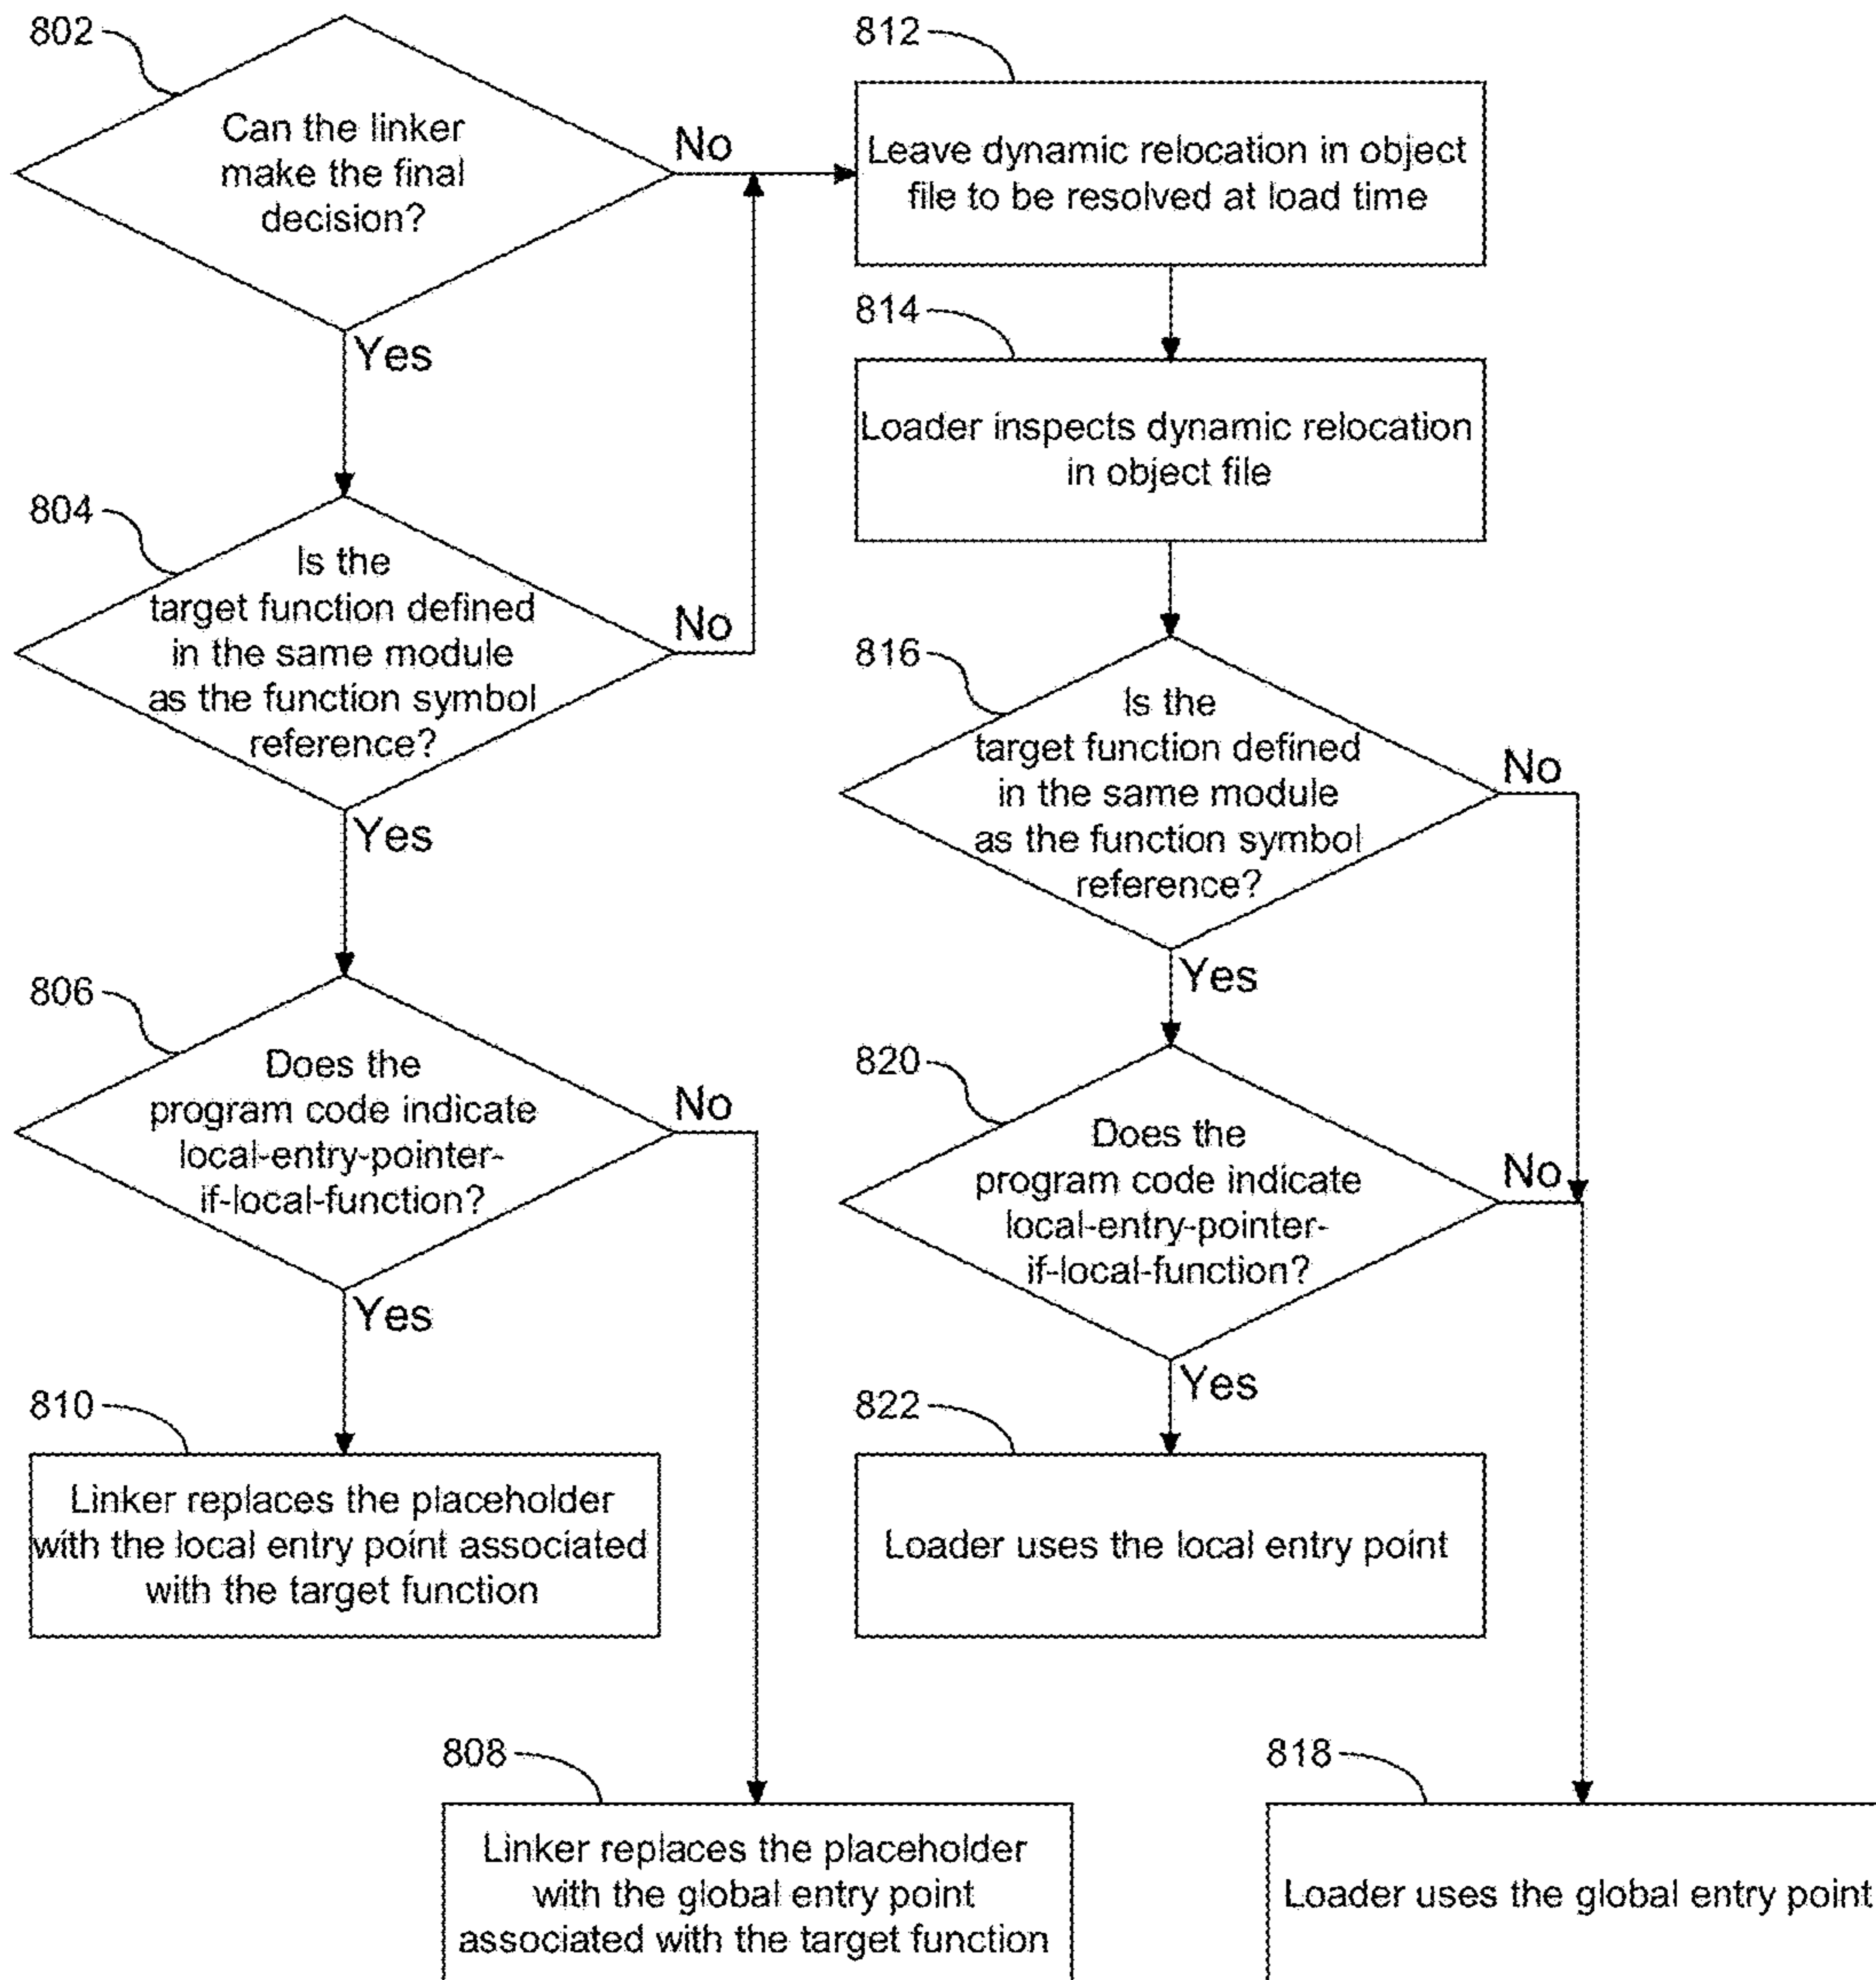 802
Can the linker
make the final
decision?
No
Yes
804
Is the
target function defined
in the same module
as the function symbol
reference?
No
Yes
806
Does the
program code indicate
local-entry-pointer-
if-local-function?
No
Yes
810
Linker replaces the placeholder
with the local entry point associated
with the target function
808
Linker replaces the placeholder
with the global entry point
associated with the target function
812
Leave dynamic relocation in object
file to be resolved at load time
814
Loader inspects dynamic relocation
in object file
816
Is the
target function defined
in the same module
as the function symbol
reference?
No
Yes
820
Does the
program code indicate
local-entry-pointer-
if-local-function?
No
Yes
822
Loader uses the local entry point
818
Loader uses the global entry point